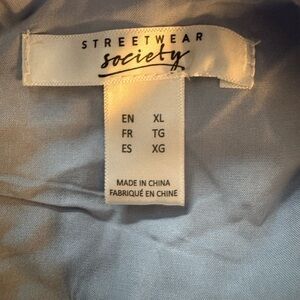 STREETWEAR
society
EN XL
FR TG
ES XG
MADE IN CHINA
FABRIQUÉ EN CHINE